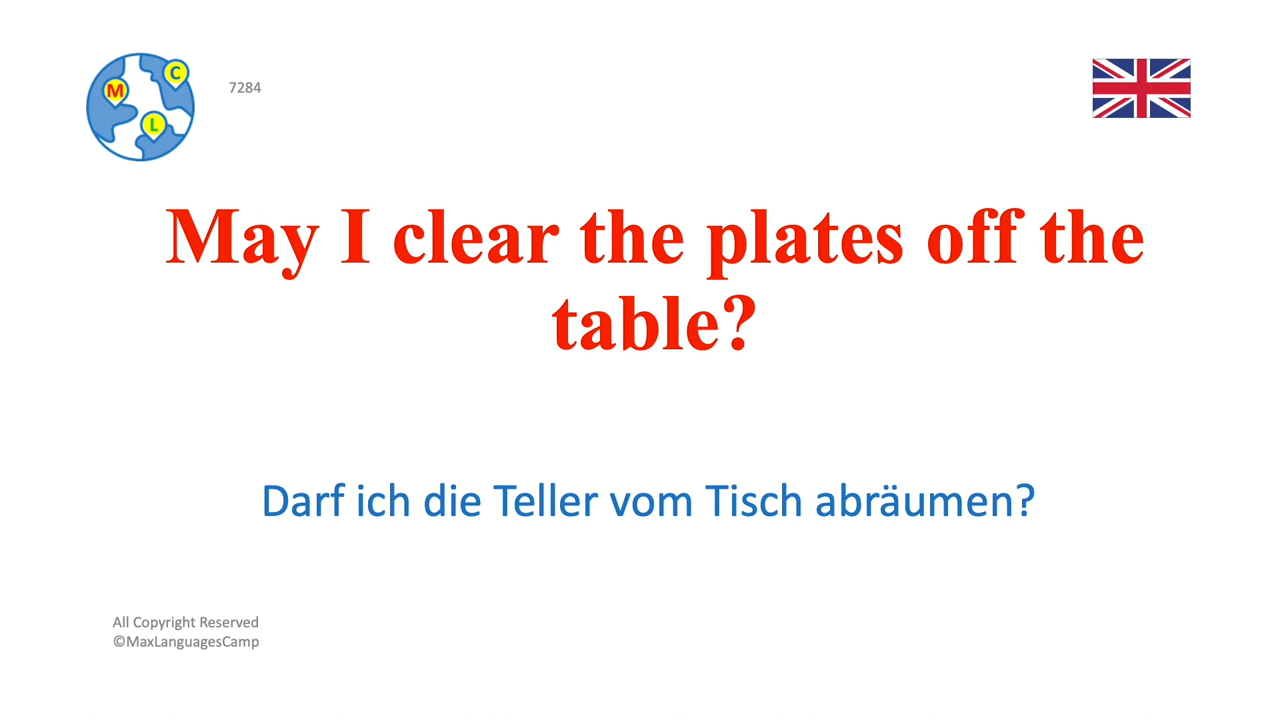 M
C
L
7284
May I clear the plates off the
table?
Darf ich die Teller vom Tisch abräumen?
All Copyright Reserved
©MaxLanguagesCamp